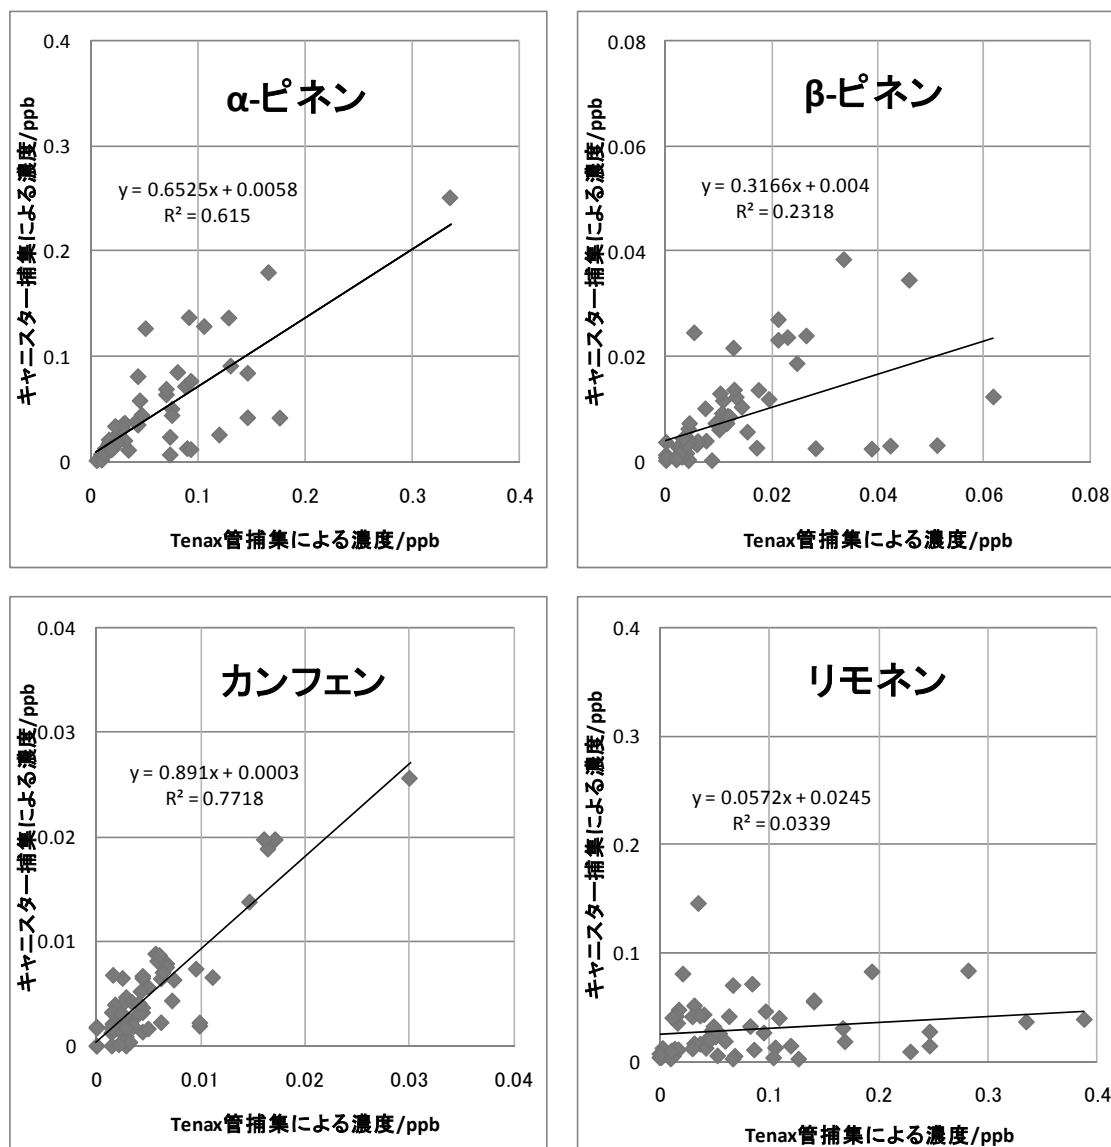 α-ピネン
y = 0.6525x + 0.0058
R² = 0.615
キャニスター捕集による濃度/ppb
0.4
0.3
0.2
0.1
0
0 0.1 0.2 0.3 0.4
Tenax管捕集による濃度/ppb
β-ピネン
y = 0.3166x + 0.004
R² = 0.2318
キャニスター捕集による濃度/ppb
0.08
0.06
0.04
0.02
0
0 0.02 0.04 0.06 0.08
Tenax管捕集による濃度/ppb
カンフェン
y = 0.891x + 0.0003
R² = 0.7718
キャニスター捕集による濃度/ppb
0.04
0.03
0.02
0.01
0
0 0.01 0.02 0.03 0.04
Tenax管捕集による濃度/ppb
リモネン
y = 0.0572x + 0.0245
R² = 0.0339
キャニスター捕集による濃度/ppb
0.4
0.3
0.2
0.1
0
0 0.1 0.2 0.3 0.4
Tenax管捕集による濃度/ppb